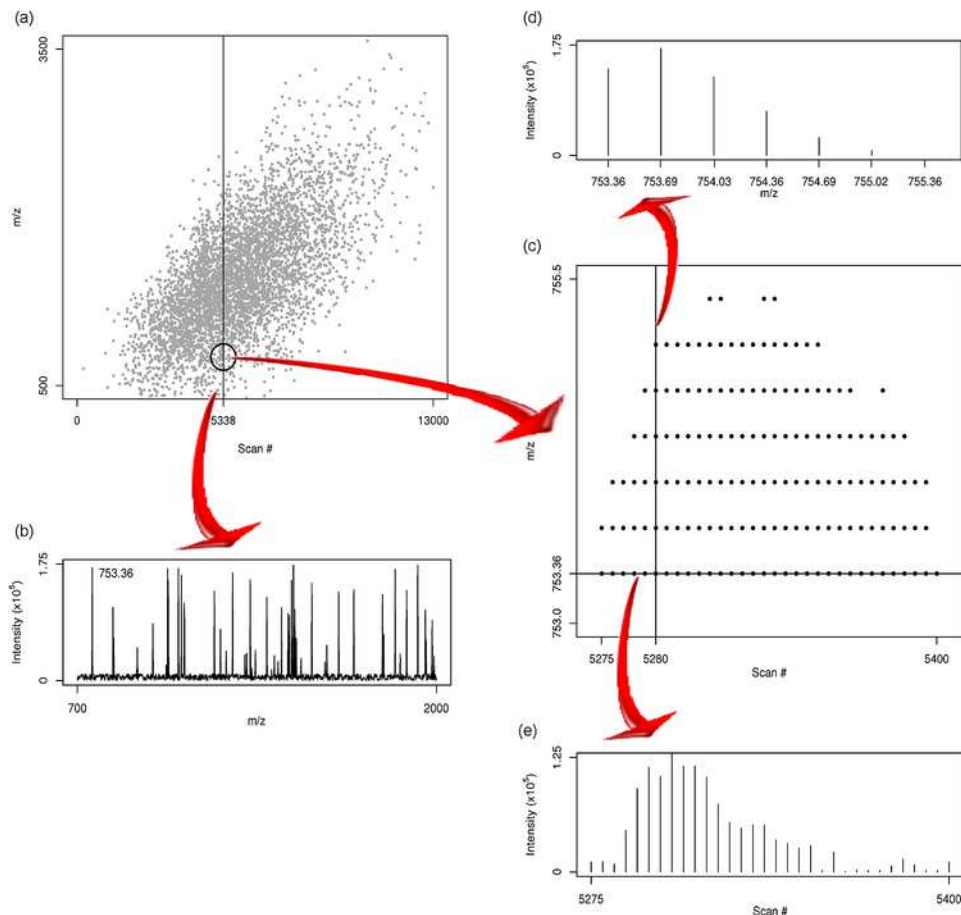 (a)
3500
m/z
500
0
5338
13000
Scan #
(b)
1.75
Intensity (x10⁵)
0
753.36
700
2000
m/z
(d)
1.75
Intensity (x10⁵)
0
753.36
753.69
754.03
754.36
754.69
755.02
755.36
m/z
(c)
755.5
m/z
753.36
753.0
5275
5280
5400
Scan #
(e)
1.25
Intensity (x10⁵)
0
5275
5400
Scan #